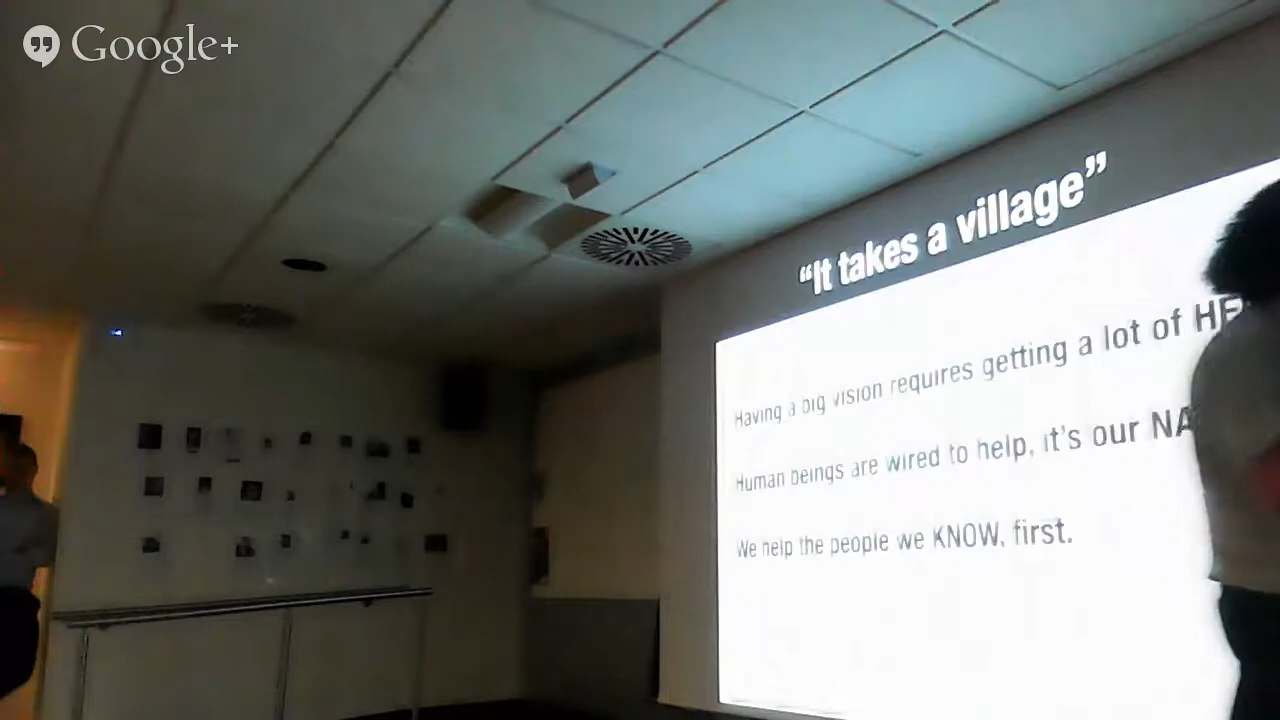 Google+
“It takes a village”
Having a big vision requires getting a lot of
Human beings are wired to help, it's our
We help the people we KNOW, first.